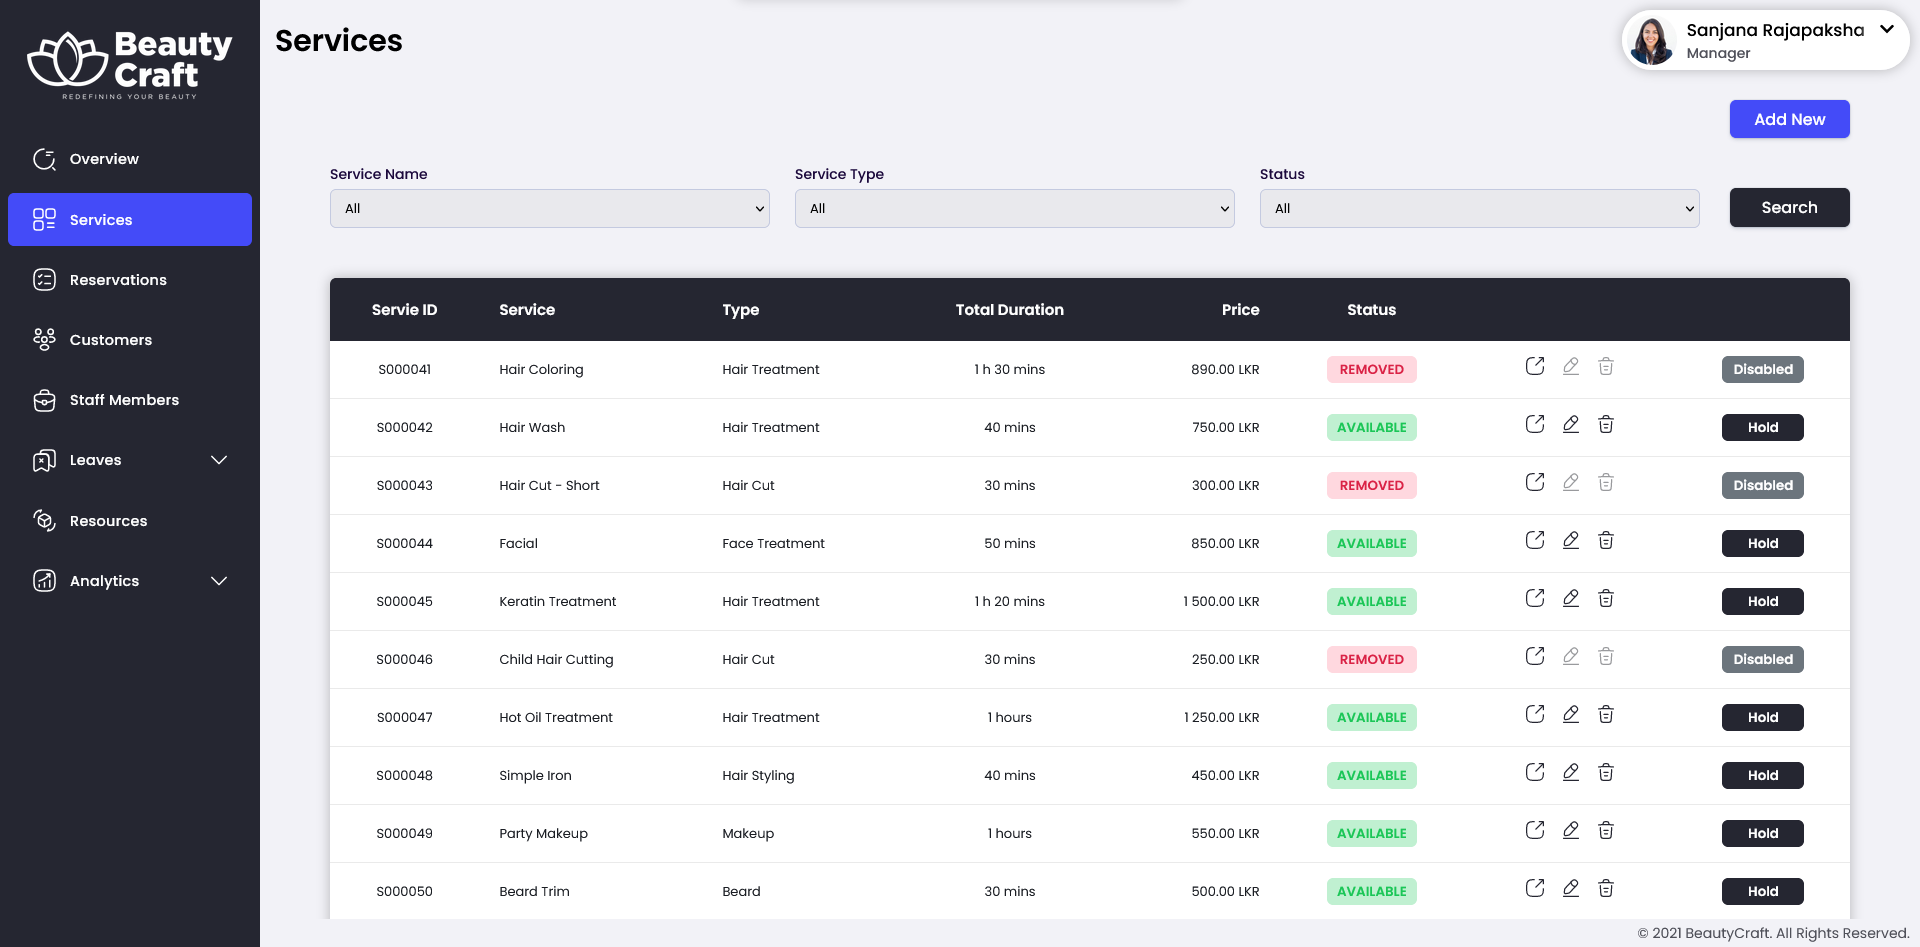 Beauty
Craft
REDEFINING YOUR BEAUTY
Overview
Services
Reservations
Customers
Staff Members
Leaves
Resources
Analytics
Services
Sanjana Rajapaksha
Manager
Add New
Service Name Service Type Status
All All All Search
Servie ID Service Type Total Duration Price Status
S000041 Hair Coloring Hair Treatment 1 h 30 mins 890.00 LKR REMOVED Disabled
S000042 Hair Wash Hair Treatment 40 mins 750.00 LKR AVAILABLE Hold
S000043 Hair Cut - Short Hair Cut 30 mins 300.00 LKR REMOVED Disabled
S000044 Facial Face Treatment 50 mins 850.00 LKR AVAILABLE Hold
S000045 Keratin Treatment Hair Treatment 1 h 20 mins 1 500.00 LKR AVAILABLE Hold
S000046 Child Hair Cutting Hair Cut 30 mins 250.00 LKR REMOVED Disabled
S000047 Hot Oil Treatment Hair Treatment 1 hours 1 250.00 LKR AVAILABLE Hold
S000048 Simple Iron Hair Styling 40 mins 450.00 LKR AVAILABLE Hold
S000049 Party Makeup Makeup 1 hours 550.00 LKR AVAILABLE Hold
S000050 Beard Trim Beard 30 mins 500.00 LKR AVAILABLE Hold
© 2021 BeautyCraft. All Rights Reserved.